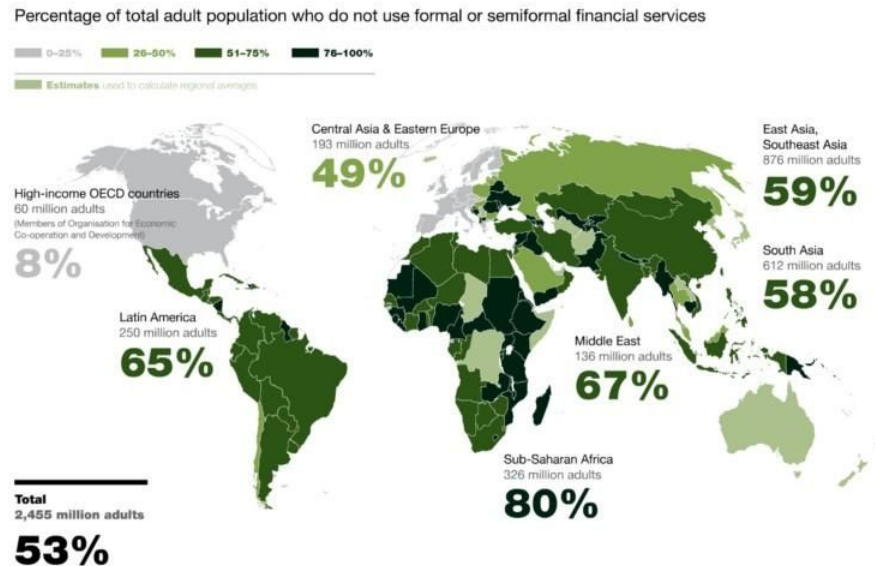 Percentage of total adult population who do not use formal or semiformal financial services
0–25% 26–50% 51–75% 76–100%
Estimates used to calculate regional averages
Central Asia & Eastern Europe
193 million adults
49%
East Asia,
Southeast Asia
876 million adults
59%
High-income OECD countries
60 million adults
(Members of Organisation for Economic
Co-operation and Development)
8%
South Asia
612 million adults
58%
Latin America
250 million adults
65%
Middle East
136 million adults
67%
Sub-Saharan Africa
326 million adults
80%
Total
2,455 million adults
53%